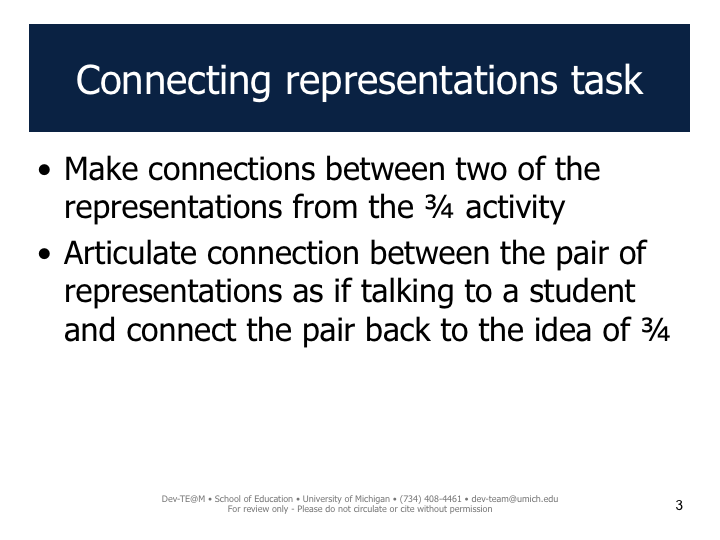 Connecting representations task
• Make connections between two of the
representations from the ¾ activity
• Articulate connection between the pair of
representations as if talking to a student
and connect the pair back to the idea of ¾
Dev-TE@M • School of Education • University of Michigan • (734) 408-4461 • dev-team@umich.edu
For review only - Please do not circulate or cite without permission
3